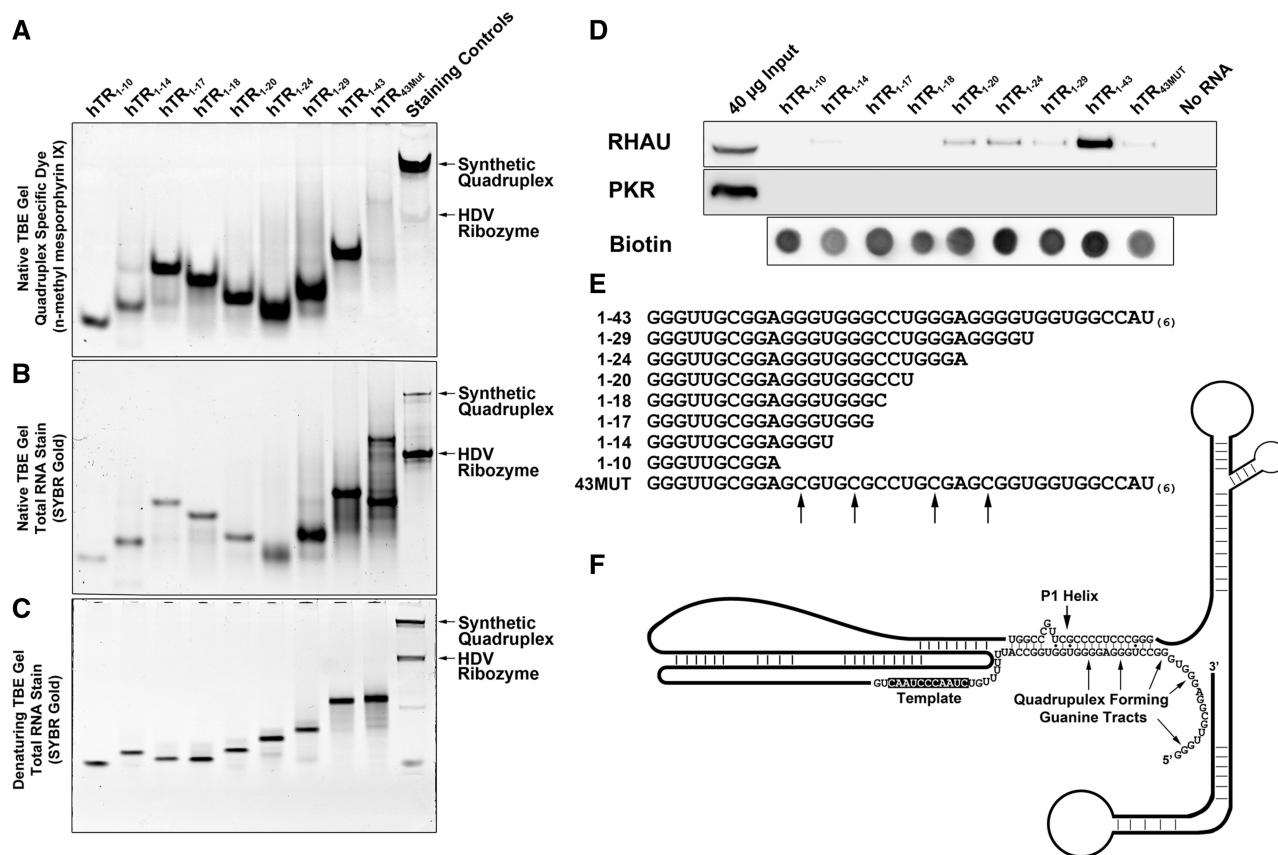 A
hTR1-10
hTR1-14
hTR1-17
hTR1-18
hTR1-20
hTR1-24
hTR1-29
hTR1-43
hTR43Mut
Staining Controls
Native TBE Gel
Quadruplex Specific Dye
(n-methyl mesporphyrin IX)
Synthetic
Quadruplex
HDV
Ribozyme
B
Native TBE Gel
Total RNA Stain
(SYBR Gold)
Synthetic
Quadruplex
HDV
Ribozyme
C
Denaturing TBE Gel
Total RNA Stain
(SYBR Gold)
Synthetic
Quadruplex
HDV
Ribozyme
D
40 µg Input
hTR1-10
hTR1-14
hTR1-17
hTR1-18
hTR1-20
hTR1-24
hTR1-29
hTR1-43
hTR43MUT
No RNA
RHAU
PKR
Biotin
E
1-43 GGGUUGCGGAGGGUGGGCCUGGGAGGGGUGGUGGCCAU(6)
1-29 GGGUUGCGGAGGGUGGGCCUGGGAGGGGU
1-24 GGGUUGCGGAGGGUGGGCCUGGGA
1-20 GGGUUGCGGAGGGUGGGCCU
1-18 GGGUUGCGGAGGGUGGGC
1-17 GGGUUGCGGAGGGUGGG
1-14 GGGUUGCGGAGGGU
1-10 GGGUUGCGGA
43MUT GGGUUGCGGAGCGUGCGCCUGCGAGCGGUGGUGGCCAU(6)
F
P1 Helix
UGGCC
G
U
C
UCGCCCCUCCCGGG
UACCGGUGGUGGGGAGGGUCCGG
Quadrupulex Forming
Guanine Tracts
GUCAAUCCCAAUCUGUU
Template
3'
5'